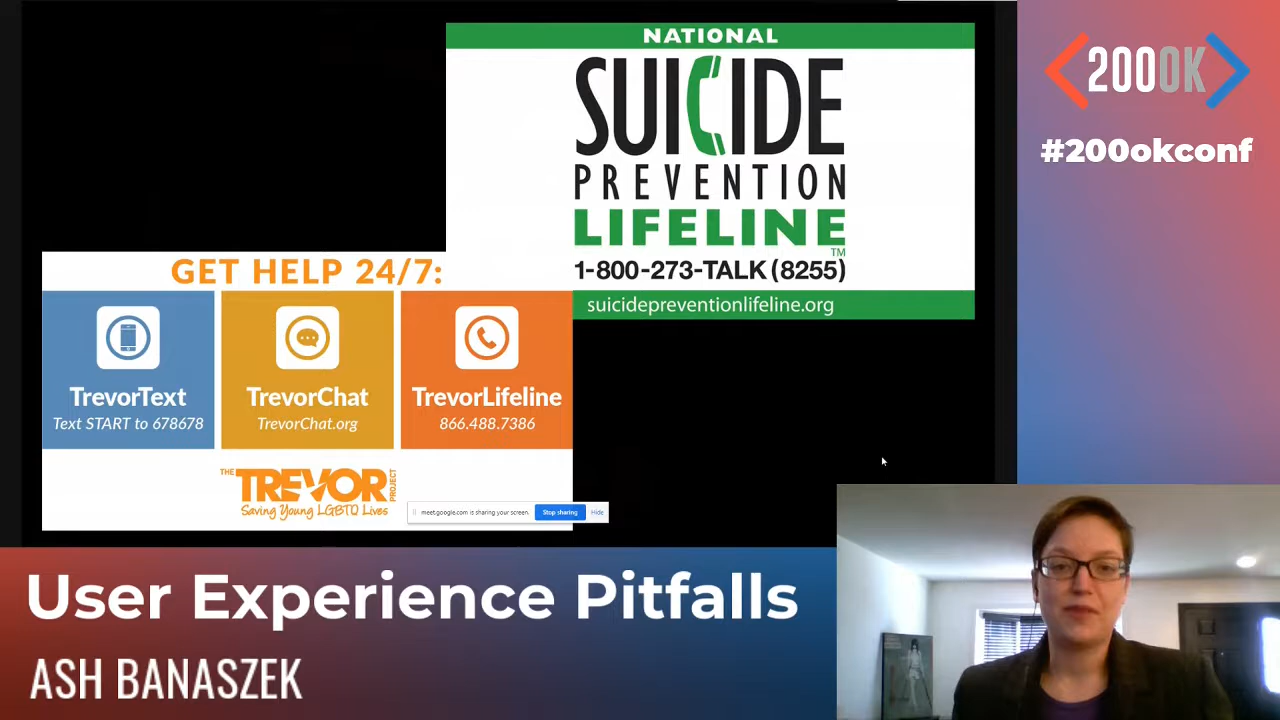 NATIONAL
SUICIDE
PREVENTION
LIFELINE
TM
1-800-273-TALK (8255)
suicidepreventionlifeline.org
<200OK>
#200okconf
GET HELP 24/7:
TrevorText
Text START to 678678
TrevorChat
TrevorChat.org
TrevorLifeline
866.488.7386
THE
TREVOR
PROJECT
Saving Young LGBTQ Lives
meet.google.com is sharing your screen.
Stop sharing
Hide
User Experience Pitfalls
ASH BANASZEK